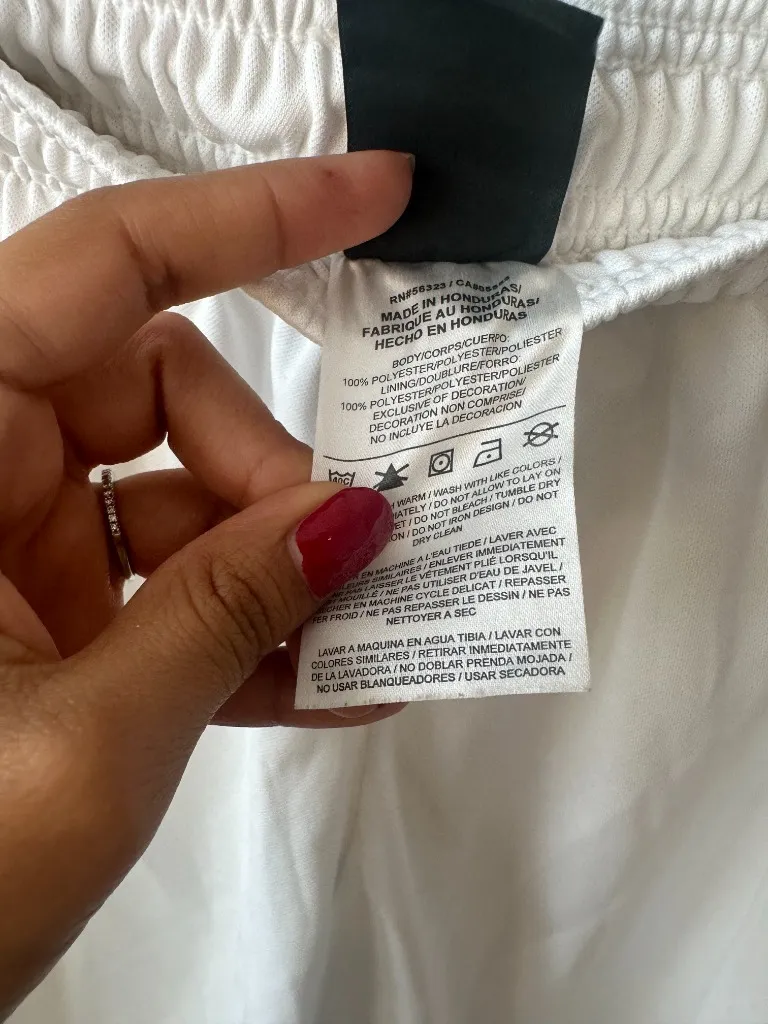 RN#56323 /
MADE IN HONDURAS/
FABRIQUE AU HONDURAS/
HECHO EN HONDURAS
BODY/CORPS/CUERPO:
100% POLYESTER/POLYESTER/POLIESTER
LINING/DOUBLURE/FORRO:
100% POLYESTER/POLYESTER/POLIESTER
EXCLUSIVE OF DECORATION/
DECORATION NON COMPRISE/
NO INCLUYE LA DECORACION
40C
WARM / WASH WITH LIKE COLORS /
/ DO NOT ALLOW TO LAY ON
/ DO NOT BLEACH / TUMBLE DRY
/ DO NOT IRON DESIGN / DO NOT
DRY CLEAN
EN MACHINE A L'EAU TIEDE / LAVER AVEC
SIMILAIRES / ENLEVER IMMEDIATEMENT
LAISSER LE VÊTEMENT PLIÉ LORSQU'IL
MOUILLÉ / NE PAS UTILISER D'EAU DE JAVEL /
EN MACHINE CYCLE DELICAT / REPASSER
FER FROID / NE PAS REPASSER LE DESSIN / NE PAS
NETTOYER A SEC
LAVAR A MAQUINA EN AGUA TIBIA / LAVAR CON
COLORES SIMILARES / RETIRAR INMEDIATAMENTE
DE LA LAVADORA / NO DOBLAR PRENDA MOJADA /
NO USAR BLANQUEADORES / USAR SECADORA